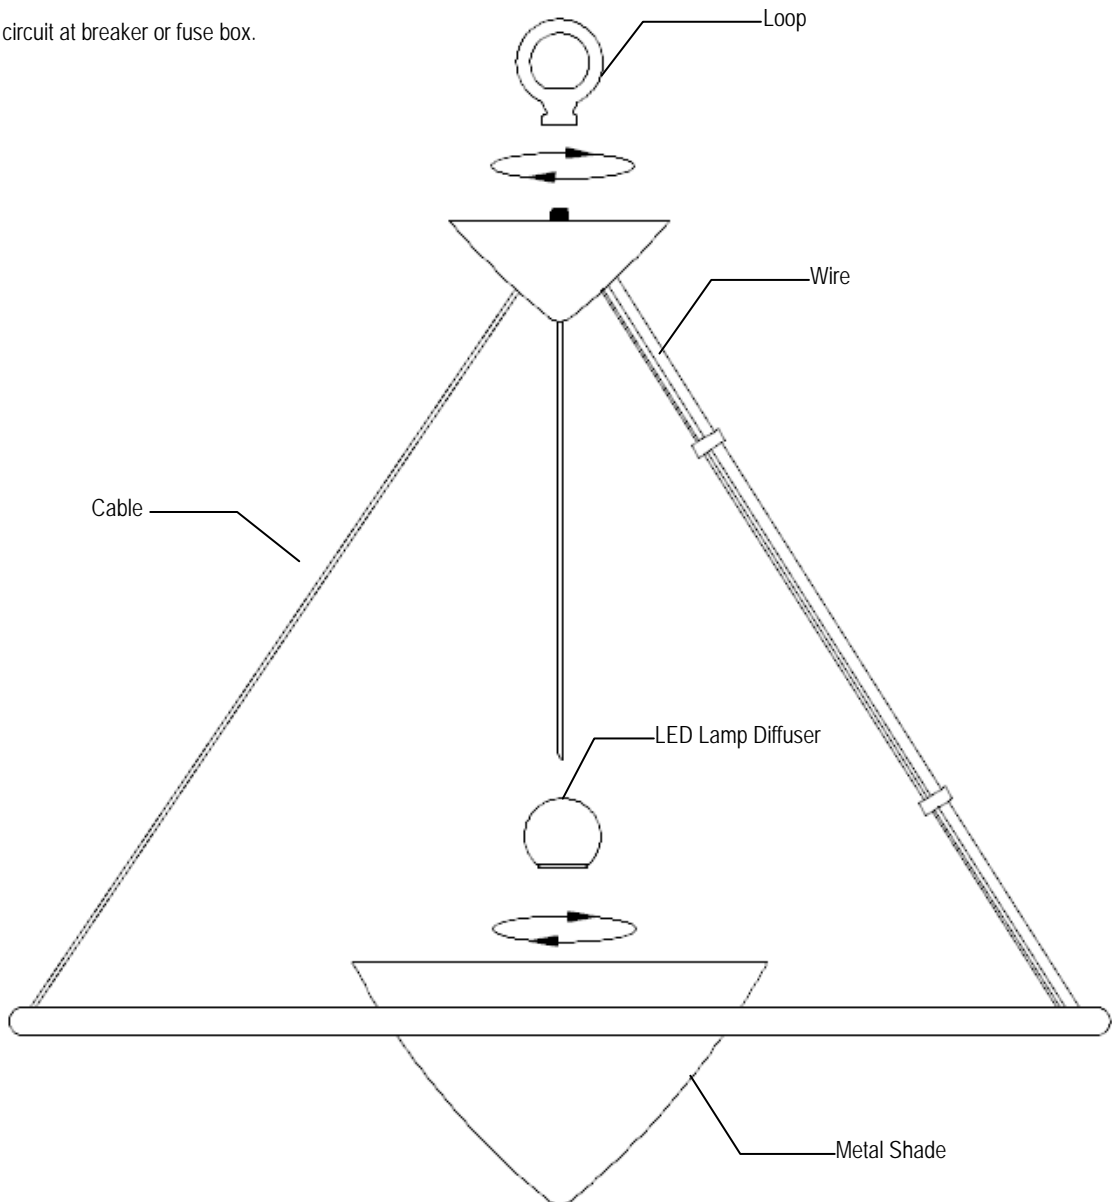 Loop
circuit at breaker or fuse box.
Wire
Cable
LED Lamp Diffuser
Metal Shade